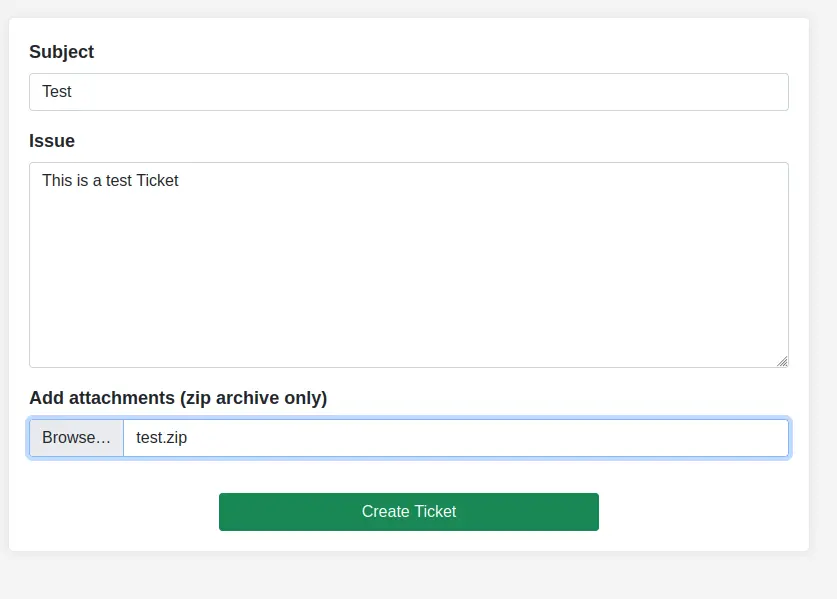 Subject
Test
Issue
This is a test Ticket
Add attachments (zip archive only)
Browse… test.zip
Create Ticket